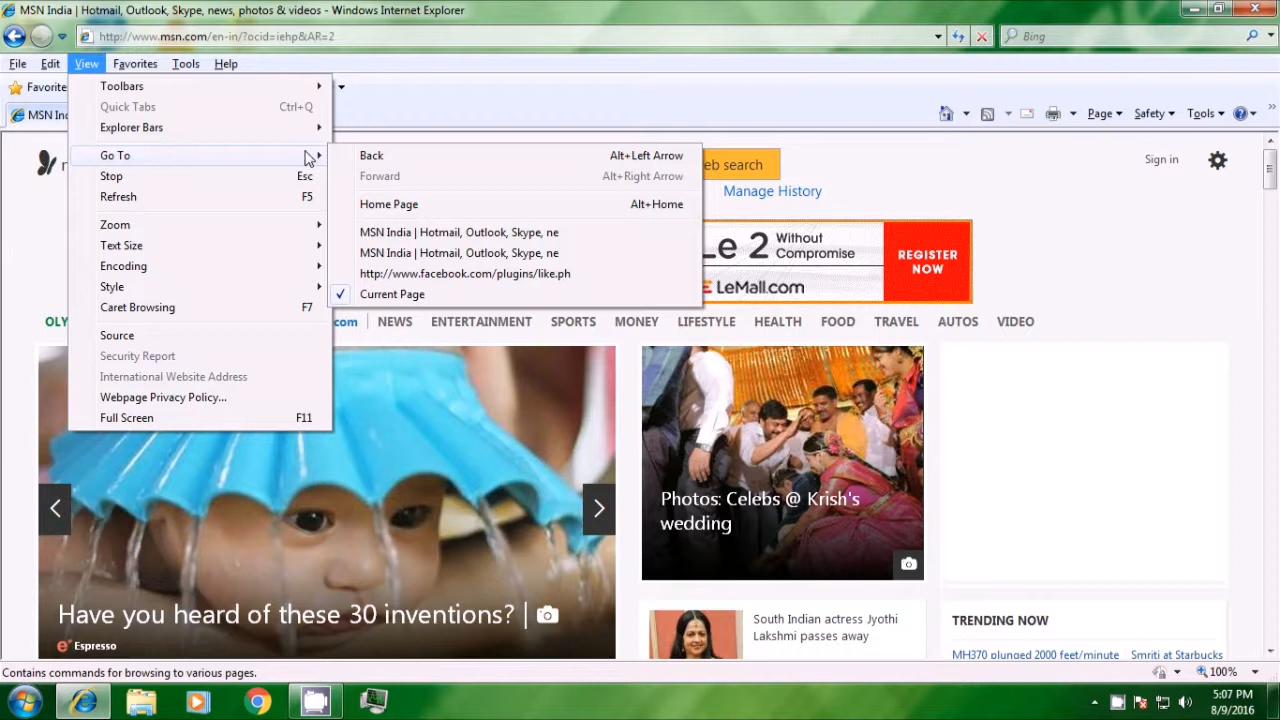 MSN India | Hotmail, Outlook, Skype, news, photos & videos - Windows Internet Explorer
http://www.msn.com/en-in/?ocid=iehp&AR=2
Bing
File Edit View Favorites Tools Help
Favorite
MSN Ind
Page Safety Tools
Toolbars
Quick Tabs Ctrl+Q
Explorer Bars
Go To
Stop Esc
Refresh F5
Zoom
Text Size
Encoding
Style
Caret Browsing F7
Source
Security Report
International Website Address
Webpage Privacy Policy...
Full Screen F11
Back Alt+Left Arrow
Forward Alt+Right Arrow
Home Page Alt+Home
MSN India | Hotmail, Outlook, Skype, ne
MSN India | Hotmail, Outlook, Skype, ne
http://www.facebook.com/plugins/like.ph
Current Page
eb search
Manage History
Sign in
Le 2 Without
Compromise
LeMall.com
REGISTER
NOW
OLY com NEWS ENTERTAINMENT SPORTS MONEY LIFESTYLE HEALTH FOOD TRAVEL AUTOS VIDEO
Have you heard of these 30 inventions? |
Espresso
Photos: Celebs @ Krish's
wedding
South Indian actress Jyothi
Lakshmi passes away
TRENDING NOW
MH370 plunged 2000 feet/minute Smriti at Starbucks
Contains commands for browsing to various pages.
100%
5:07 PM
8/9/2016